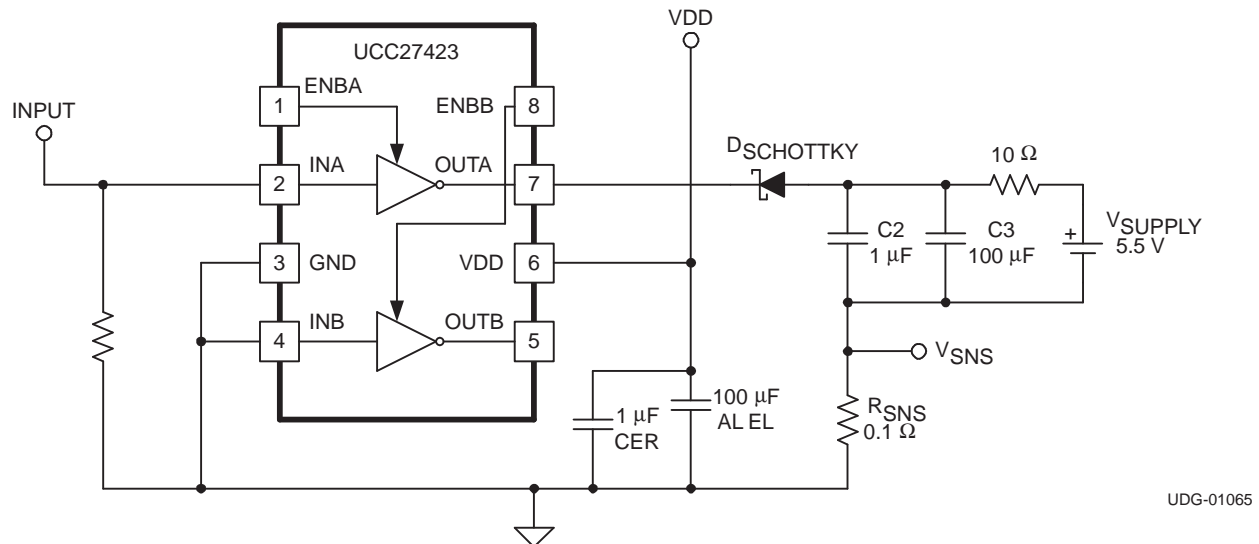 VDD
UCC27423
INPUT
1
ENBA
ENBB
8
2
INA
OUTA
7
DSCHOTTKY
10 Ω
3
GND
VDD
6
C2
1 µF
C3
100 µF
+
VSUPPLY
5.5 V
4
INB
OUTB
5
VSNS
1 µF
CER
100 µF
AL EL
RSNS
0.1 Ω
UDG-01065